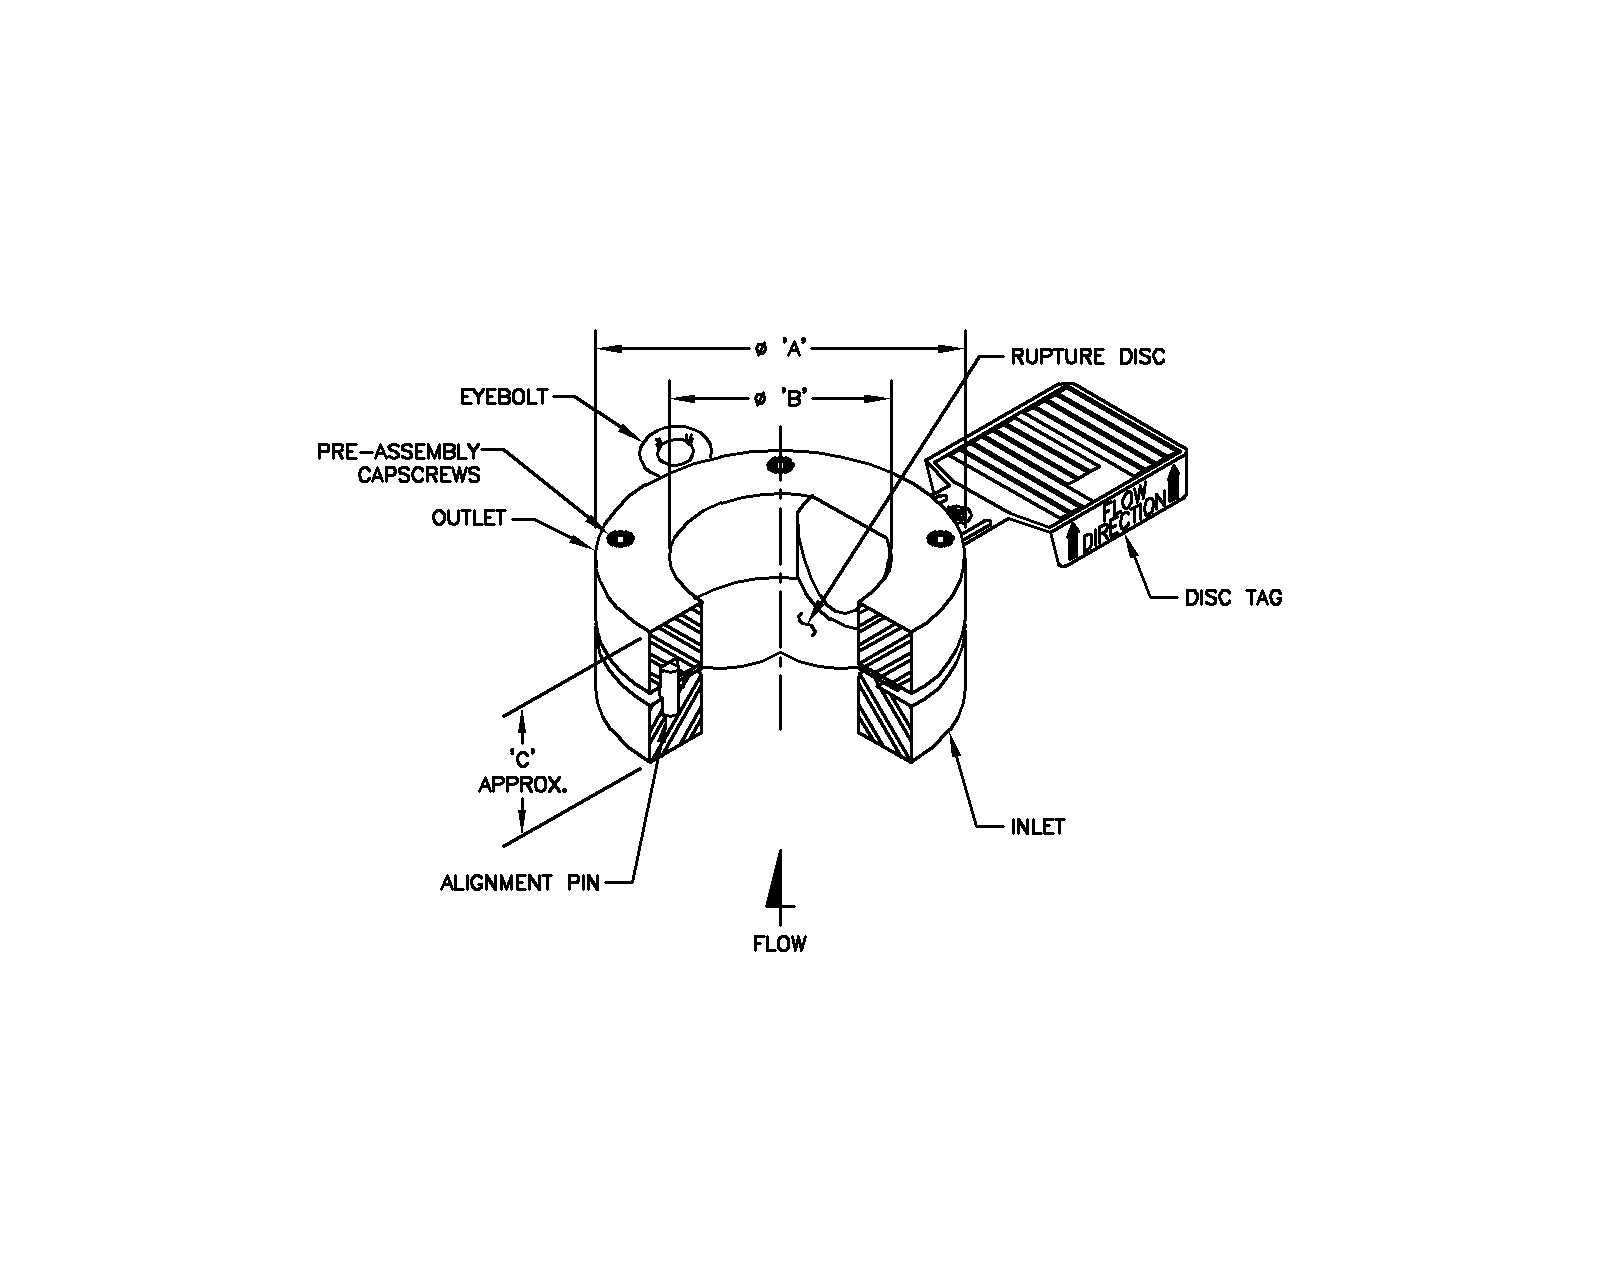 ø 'A'
RUPTURE DISC
EYEBOLT
ø 'B'
PRE-ASSEMBLY
CAPSCREWS
OUTLET
FLOW
DIRECTION
DISC TAG
'C'
APPROX.
INLET
ALIGNMENT PIN
FLOW